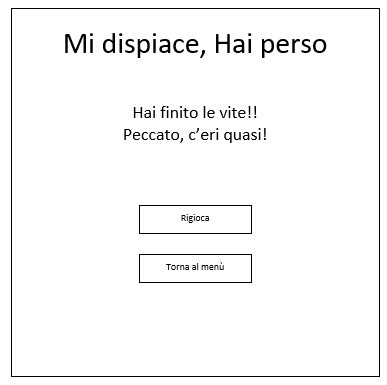 Mi dispiace, Hai perso
Hai finito le vite!!
Peccato, c’eri quasi!
Rigioca
Torna al menù